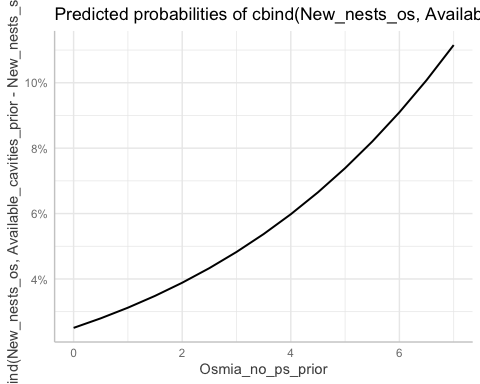 Predicted probabilities of cbind(New_nests_os, Availab
ind(New_nests_os, Available_cavities_prior - New_nests_s
10%
8%
6%
4%
0 2 4 6
Osmia_no_ps_prior